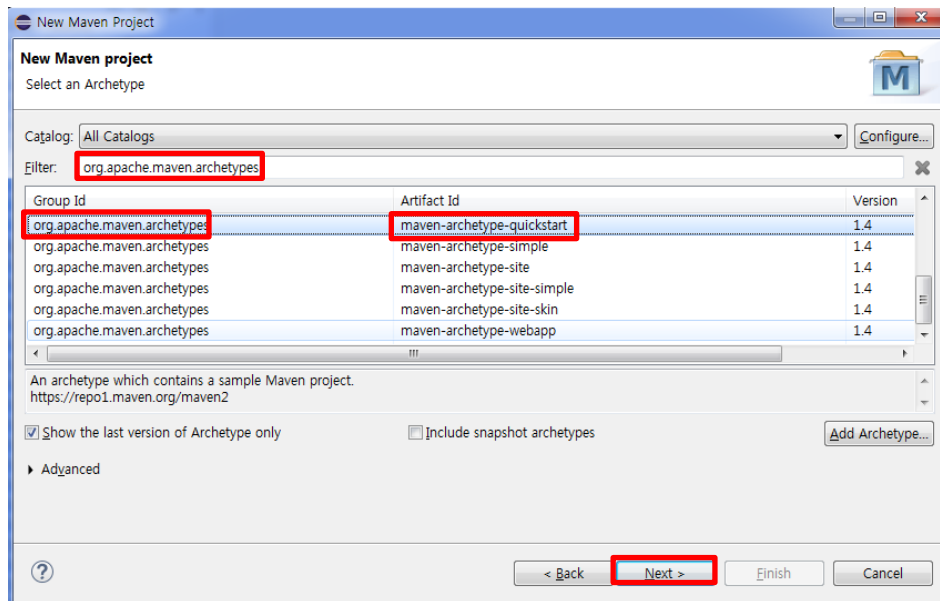 New Maven Project
New Maven project
Select an Archetype
M
Catalog: All Catalogs Configure...
Filter: org.apache.maven.archetypes
Group Id Artifact Id Version
org.apache.maven.archetypes maven-archetype-quickstart 1.4
org.apache.maven.archetypes maven-archetype-simple 1.4
org.apache.maven.archetypes maven-archetype-site 1.4
org.apache.maven.archetypes maven-archetype-site-simple 1.4
org.apache.maven.archetypes maven-archetype-site-skin 1.4
org.apache.maven.archetypes maven-archetype-webapp 1.4
An archetype which contains a sample Maven project.
https://repo1.maven.org/maven2
Show the last version of Archetype only Include snapshot archetypes Add Archetype...
Advanced
? < Back Next > Finish Cancel